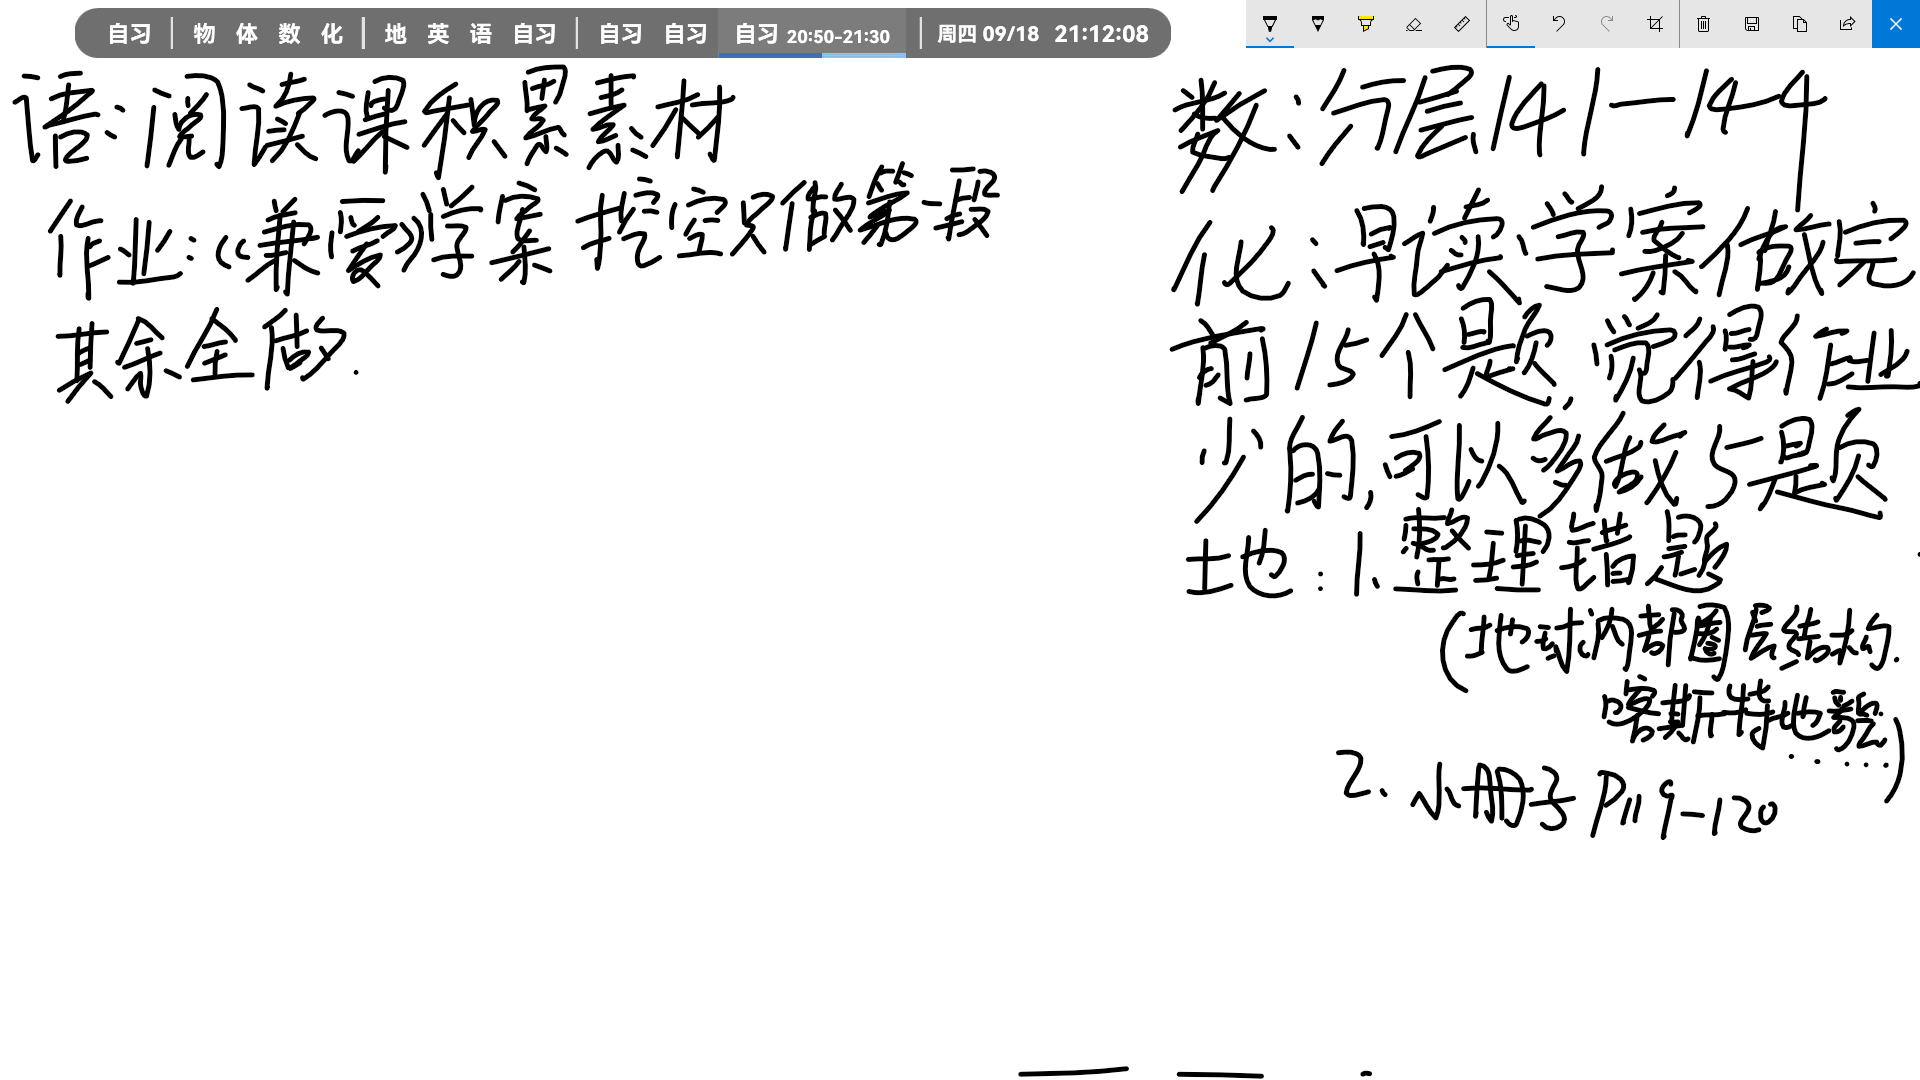 自习 | 物 体 数 化 | 地 英 语 自习 | 自习 自习 自习 20:50-21:30 | 周四 09/18 21:12:08
语:阅读课积累素材
作业:《兼爱》学案 挖空只做第一段
其余全做.
数:分层141—144
化:早读学案做完
前15个题,觉得作业
少的,可以多做5题
地:1.整理错题
(地球内部圈层结构.
喀斯特地貌......)
2.小册子P119-120